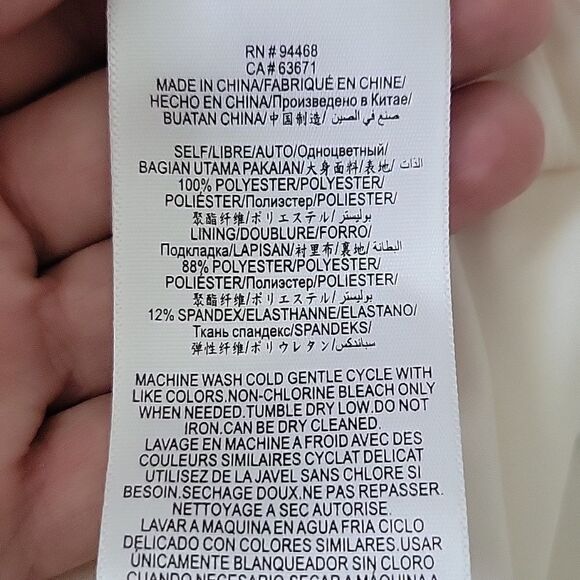 RN # 94468
CA # 63671
MADE IN CHINA/FABRIQUÉ EN CHINE/
HECHO EN CHINA/Произведено в Китае/
BUATAN CHINA/中国制造/ صنع في الصين/
SELF/LIBRE/AUTO/Одноцветный/
BAGIAN UTAMA PAKAIAN/大身面料/表地/ الذات/
100% POLYESTER/POLYESTER/
POLIÉSTER/Полиэстер/POLIESTER/
聚酯纤维/ポリエステル/ بوليستر/
LINING/DOUBLURE/FORRO/
Подкладка/LAPISAN/衬里布/裏地/ البطانة/
88% POLYESTER/POLYESTER/
POLIÉSTER/Полиэстер/POLIESTER/
聚酯纤维/ポリエステル/ بوليستر/
12% SPANDEX/ELASTHANNE/ELASTANO/
Ткань спандекс/SPANDEKS/
弹性纤维/ポリウレタン/ سباندكس/
MACHINE WASH COLD GENTLE CYCLE WITH
LIKE COLORS.NON-CHLORINE BLEACH ONLY
WHEN NEEDED.TUMBLE DRY LOW.DO NOT
IRON.CAN BE DRY CLEANED.
LAVAGE EN MACHINE A FROID AVEC DES
COULEURS SIMILAIRES CYCLAT DELICAT
UTILISEZ DE LA JAVEL SANS CHLORE SI
BESOIN.SECHAGE DOUX.NE PAS REPASSER.
NETTOYAGE A SEC AUTORISE.
LAVAR A MAQUINA EN AGUA FRIA CICLO
DELICADO CON COLORES SIMILARES.USAR
ÚNICAMENTE BLANQUEADOR SIN CLORO
CUANDO NECESARIO.SECAR A MAQUINA A